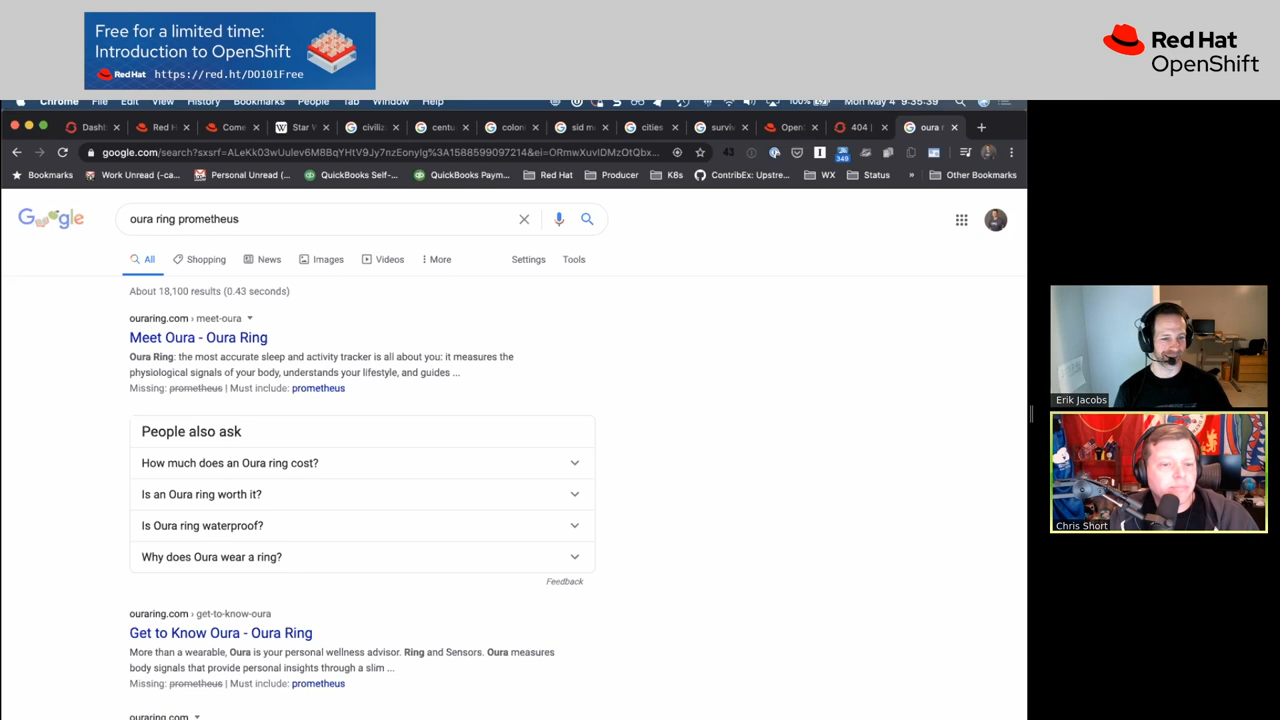 Free for a limited time:
Introduction to OpenShift
Red Hat https://red.ht/DO101Free
Red Hat
OpenShift
Chrome File Edit View History Bookmarks People Tab Window Help 100% Mon May 4 9:35:39
Dashb Red H Come Star W civiliz centu colon sid m cities surviv Open 404 | oura r
google.com/search?sxsrf=ALeKk03wUulev6M8BqYHtV9Jy7nzEonyIg%3A1588599097214&ei=ORmwXuvIDMzOtQbx... 43 349
Bookmarks Work Unread (-ca... Personal Unread (... QuickBooks Self-... QuickBooks Paym... Red Hat Producer K8s ContribEx: Upstre... WX Status » Other Bookmarks
Google
oura ring prometheus
All Shopping News Images Videos More Settings Tools
About 18,100 results (0.43 seconds)
ouraring.com › meet-oura
Meet Oura - Oura Ring
Oura Ring: the most accurate sleep and activity tracker is all about you: it measures the
physiological signals of your body, understands your lifestyle, and guides ...
Missing: prometheus | Must include: prometheus
People also ask
How much does an Oura ring cost?
Is an Oura ring worth it?
Is Oura ring waterproof?
Why does Oura wear a ring?
Feedback
ouraring.com › get-to-know-oura
Get to Know Oura - Oura Ring
More than a wearable, Oura is your personal wellness advisor. Ring and Sensors. Oura measures
body signals that provide personal insights through a slim ...
Missing: prometheus | Must include: prometheus
ouraring.com
Erik Jacobs
Chris Short